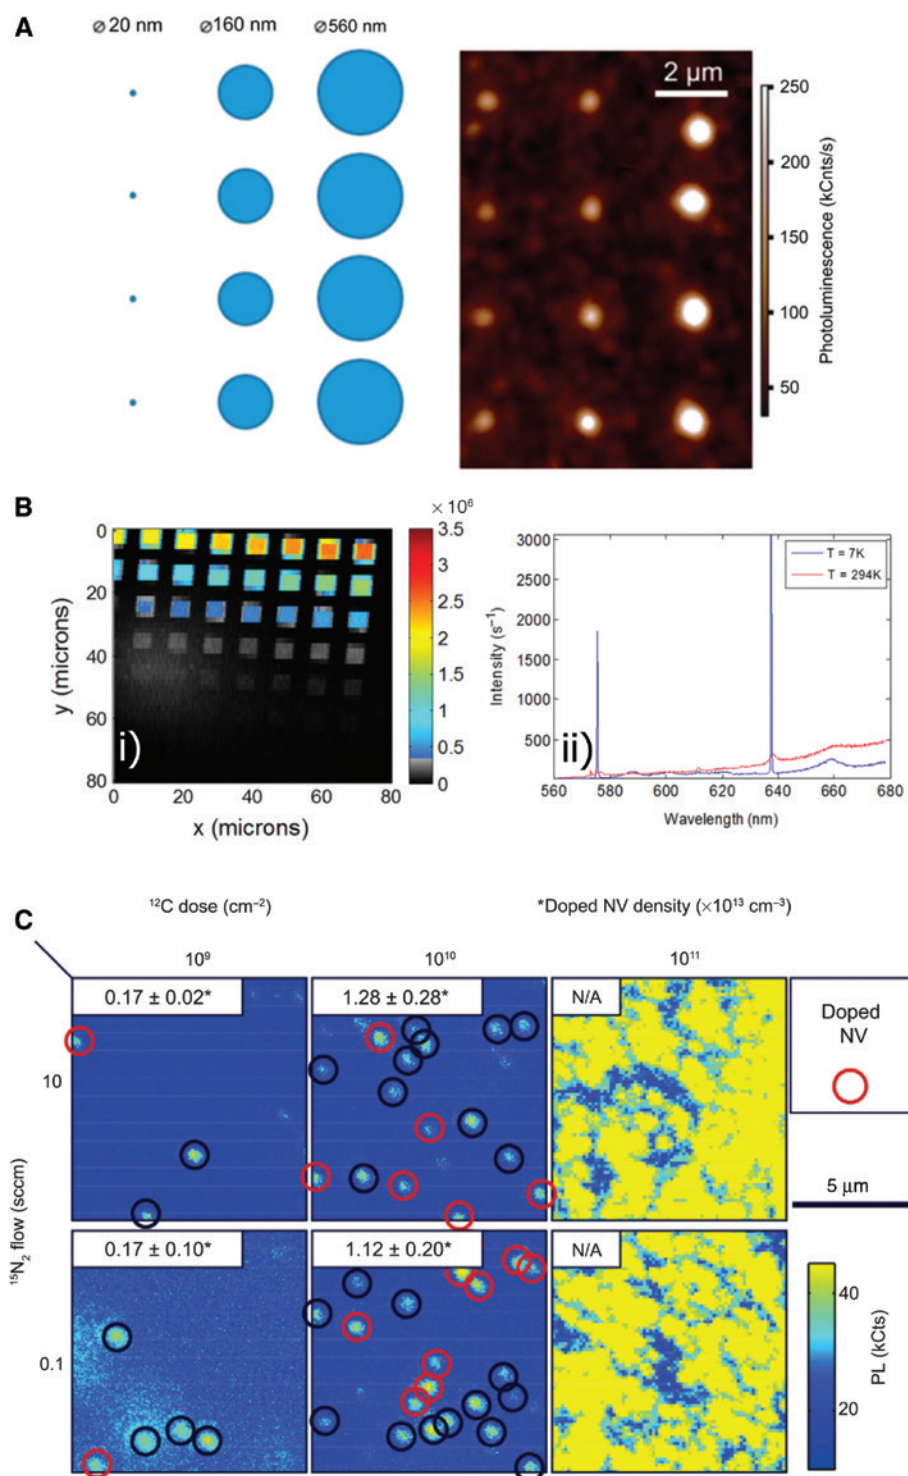 A
⌀20 nm ⌀160 nm ⌀560 nm
2 µm
250
200
150
100
50
Photoluminescence (kCnts/s)
B
× 10⁶
3.5
3
2.5
2
1.5
1
0.5
0
0
20
40
60
80
y (microns)
i)
0 20 40 60 80
x (microns)
3000
2500
2000
1500
1000
500
Intensity (s⁻¹)
T = 7K
T = 294K
ii)
560 580 600 620 640 660 680
Wavelength (nm)
C
¹²C dose (cm⁻²) *Doped NV density (×10¹³ cm⁻³)
10⁹ 10¹⁰ 10¹¹
0.17 ± 0.02* 1.28 ± 0.28* N/A
Doped
NV
10
5 µm
¹⁵N₂ flow (sccm)
0.17 ± 0.10* 1.12 ± 0.20* N/A
0.1
40
20
PL (kCts)